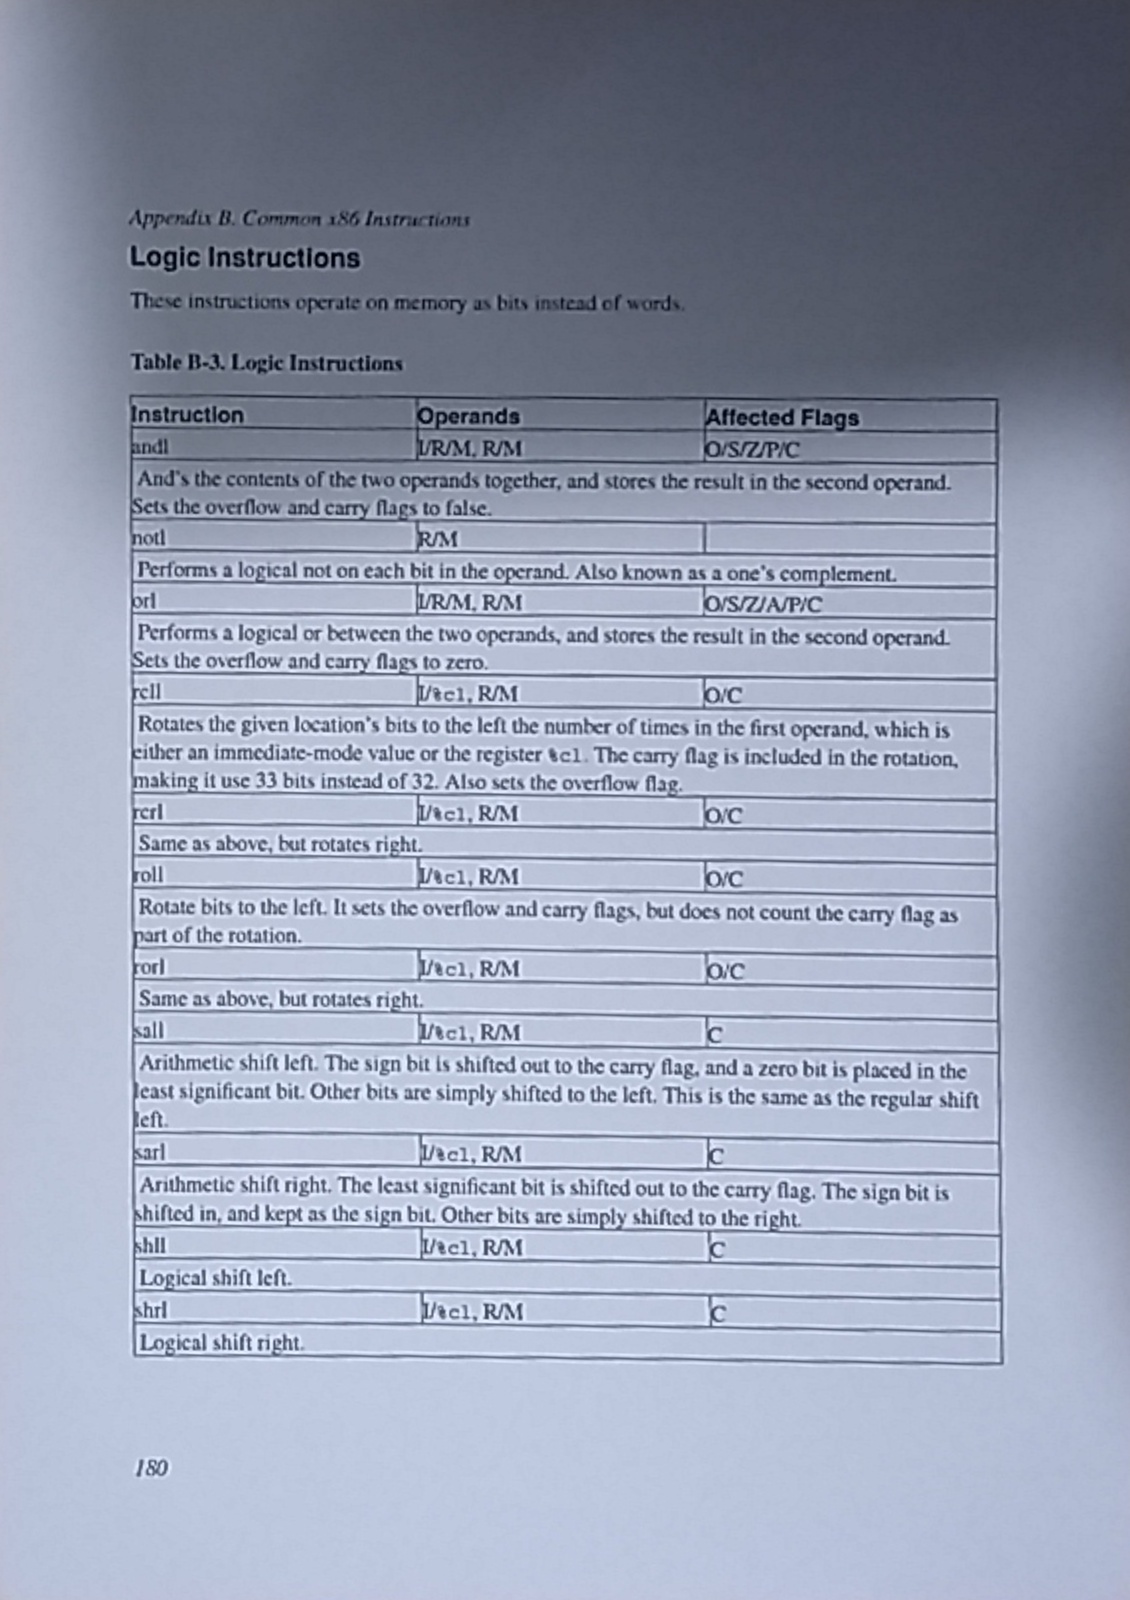 Appendix B. Common x86 Instructions
Logic Instructions
These instructions operate on memory as bits instead of words.
Table B-3. Logic Instructions
Instruction Operands Affected Flags
andl I/R/M, R/M O/S/Z/P/C
And's the contents of the two operands together, and stores the result in the second operand.
Sets the overflow and carry flags to false.
notl R/M
Performs a logical not on each bit in the operand. Also known as a one's complement.
orl I/R/M, R/M O/S/Z/A/P/C
Performs a logical or between the two operands, and stores the result in the second operand.
Sets the overflow and carry flags to zero.
rcll I/%cl, R/M O/C
Rotates the given location's bits to the left the number of times in the first operand, which is
either an immediate-mode value or the register %cl. The carry flag is included in the rotation,
making it use 33 bits instead of 32. Also sets the overflow flag.
rcrl I/%cl, R/M O/C
Same as above, but rotates right.
roll I/%cl, R/M O/C
Rotate bits to the left. It sets the overflow and carry flags, but does not count the carry flag as
part of the rotation.
rorl I/%cl, R/M O/C
Same as above, but rotates right.
sall I/%cl, R/M C
Arithmetic shift left. The sign bit is shifted out to the carry flag, and a zero bit is placed in the
least significant bit. Other bits are simply shifted to the left. This is the same as the regular shift
left.
sarl I/%cl, R/M C
Arithmetic shift right. The least significant bit is shifted out to the carry flag. The sign bit is
shifted in, and kept as the sign bit. Other bits are simply shifted to the right.
shll I/%cl, R/M C
Logical shift left.
shrl I/%cl, R/M C
Logical shift right.
180